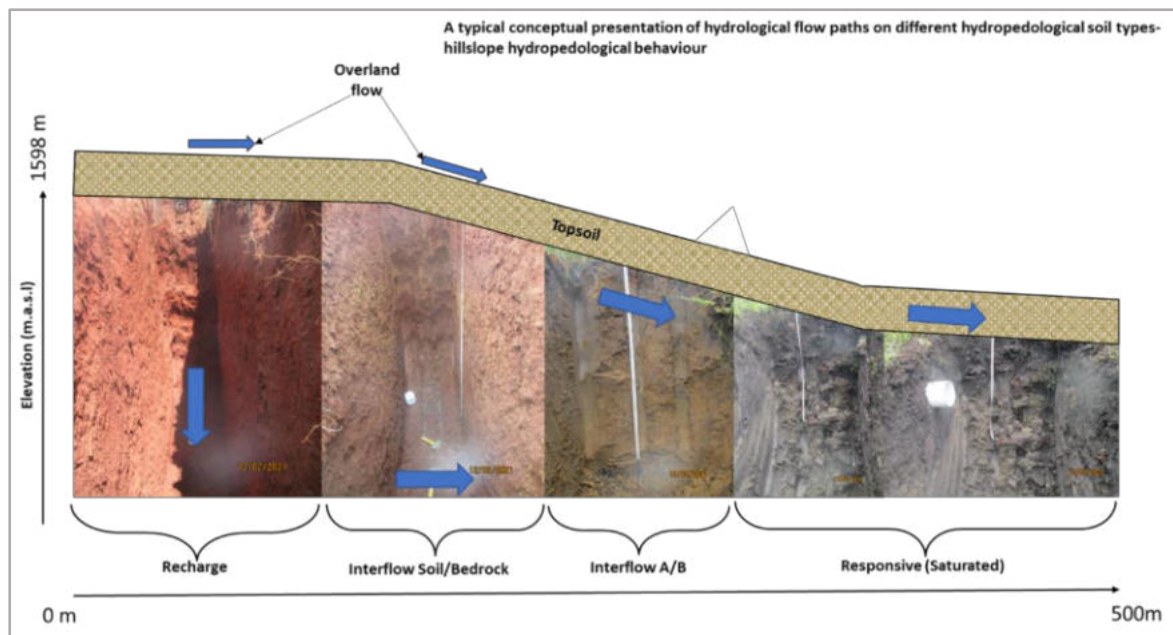 A typical conceptual presentation of hydrological flow paths on different hydropedological soil types-
hillslope hydropedological behaviour
Overland
flow
1598 m
Elevation (m.a.s.l)
Topsoil
Recharge
Interflow Soil/Bedrock
Interflow A/B
Responsive (Saturated)
0 m
500m